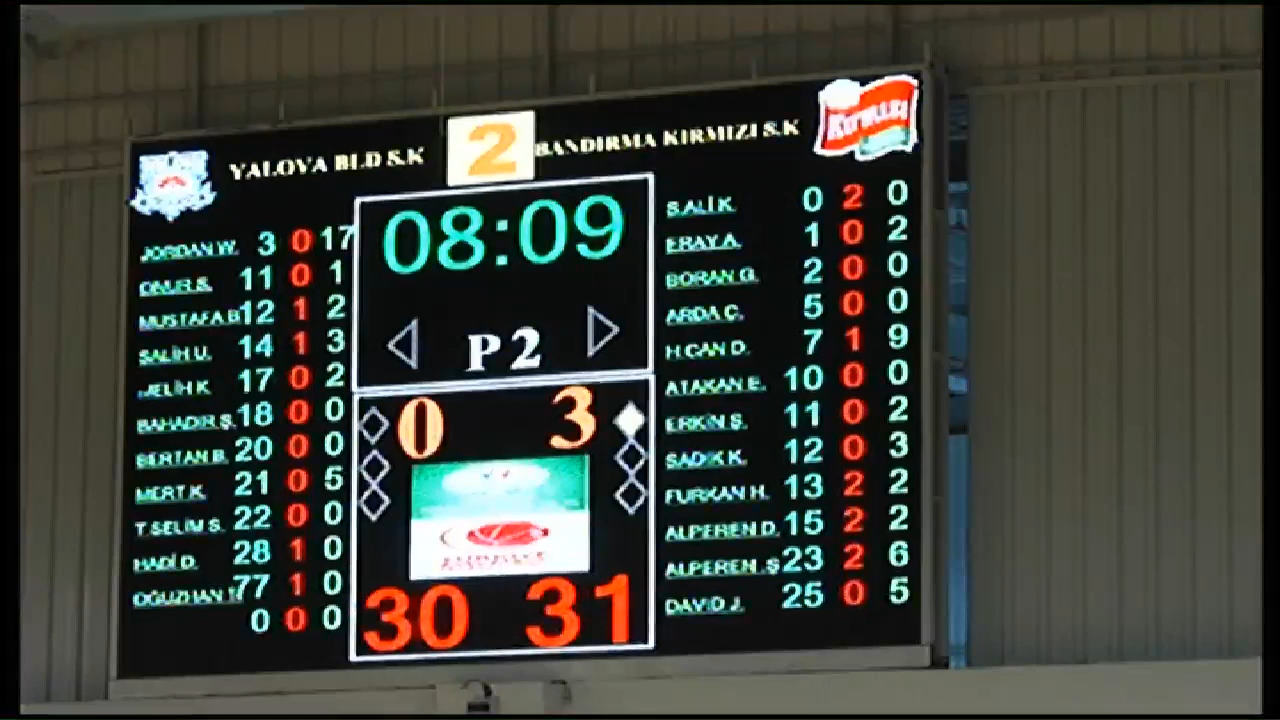 YALOVA BLD S.K 2 BANDIRMA KIRMIZI S.K
08:09
P2
0 3
30 31
JORDAN W. 3 0 17
ONUR S. 11 0 1
MUSTAFA B 12 1 2
SALİH U. 14 1 3
MELİH K. 17 0 2
BAHADIR Ş. 18 0 0
BERTAN B. 20 0 0
MERT K. 21 0 5
T.SELİM S. 22 0 0
HADİ D. 28 1 0
OĞUZHAN 77 1 0
0 0 0
S.ALİ K. 0 2 0
ERAY A. 1 0 2
BORAN G. 2 0 0
ARDA C. 5 0 0
H.CAN D. 7 1 9
ATAKAN E. 10 0 0
ERKİN Ş. 11 0 2
SADIK K. 12 0 3
FURKAN H. 13 2 2
ALPEREN D. 15 2 2
ALPEREN .Ş 23 2 6
DAVID J. 25 0 5